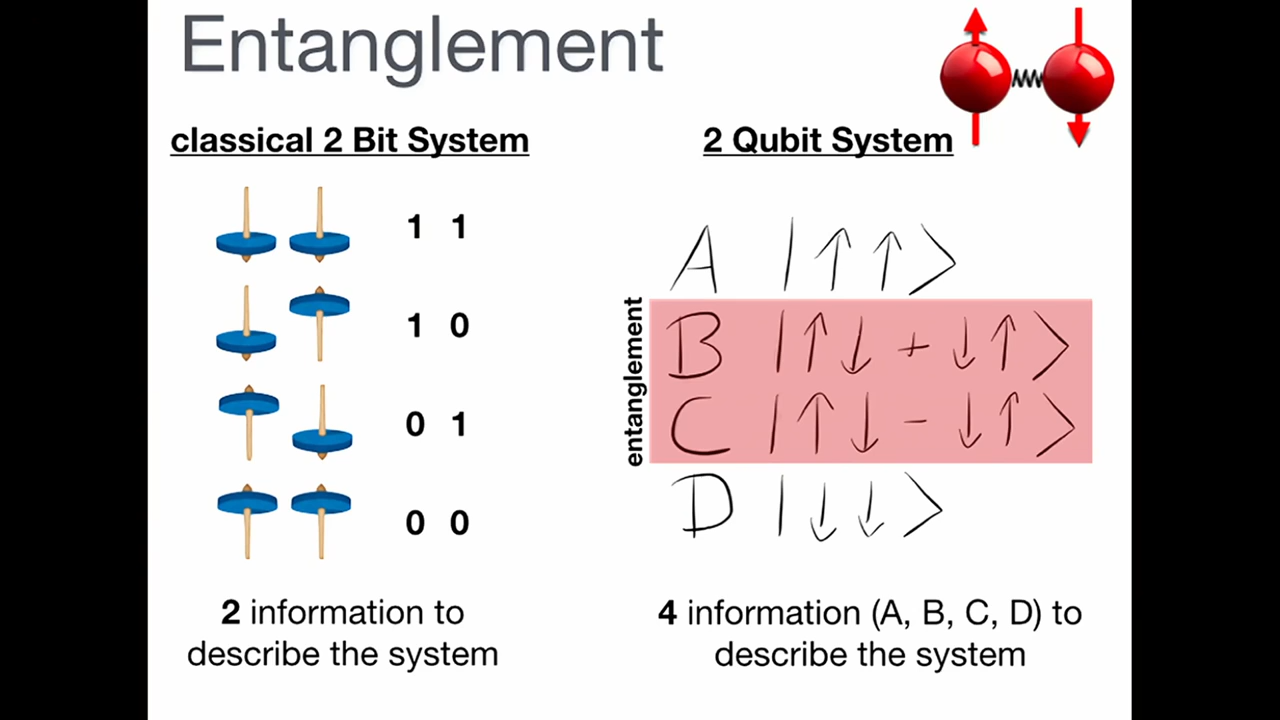 Entanglement
classical 2 Bit System
1 1
1 0
0 1
0 0
2 information to
describe the system
2 Qubit System
entanglement
A |↑↑>
B |↑↓ + ↓↑>
C |↑↓ - ↓↑>
D |↓↓>
4 information (A, B, C, D) to
describe the system